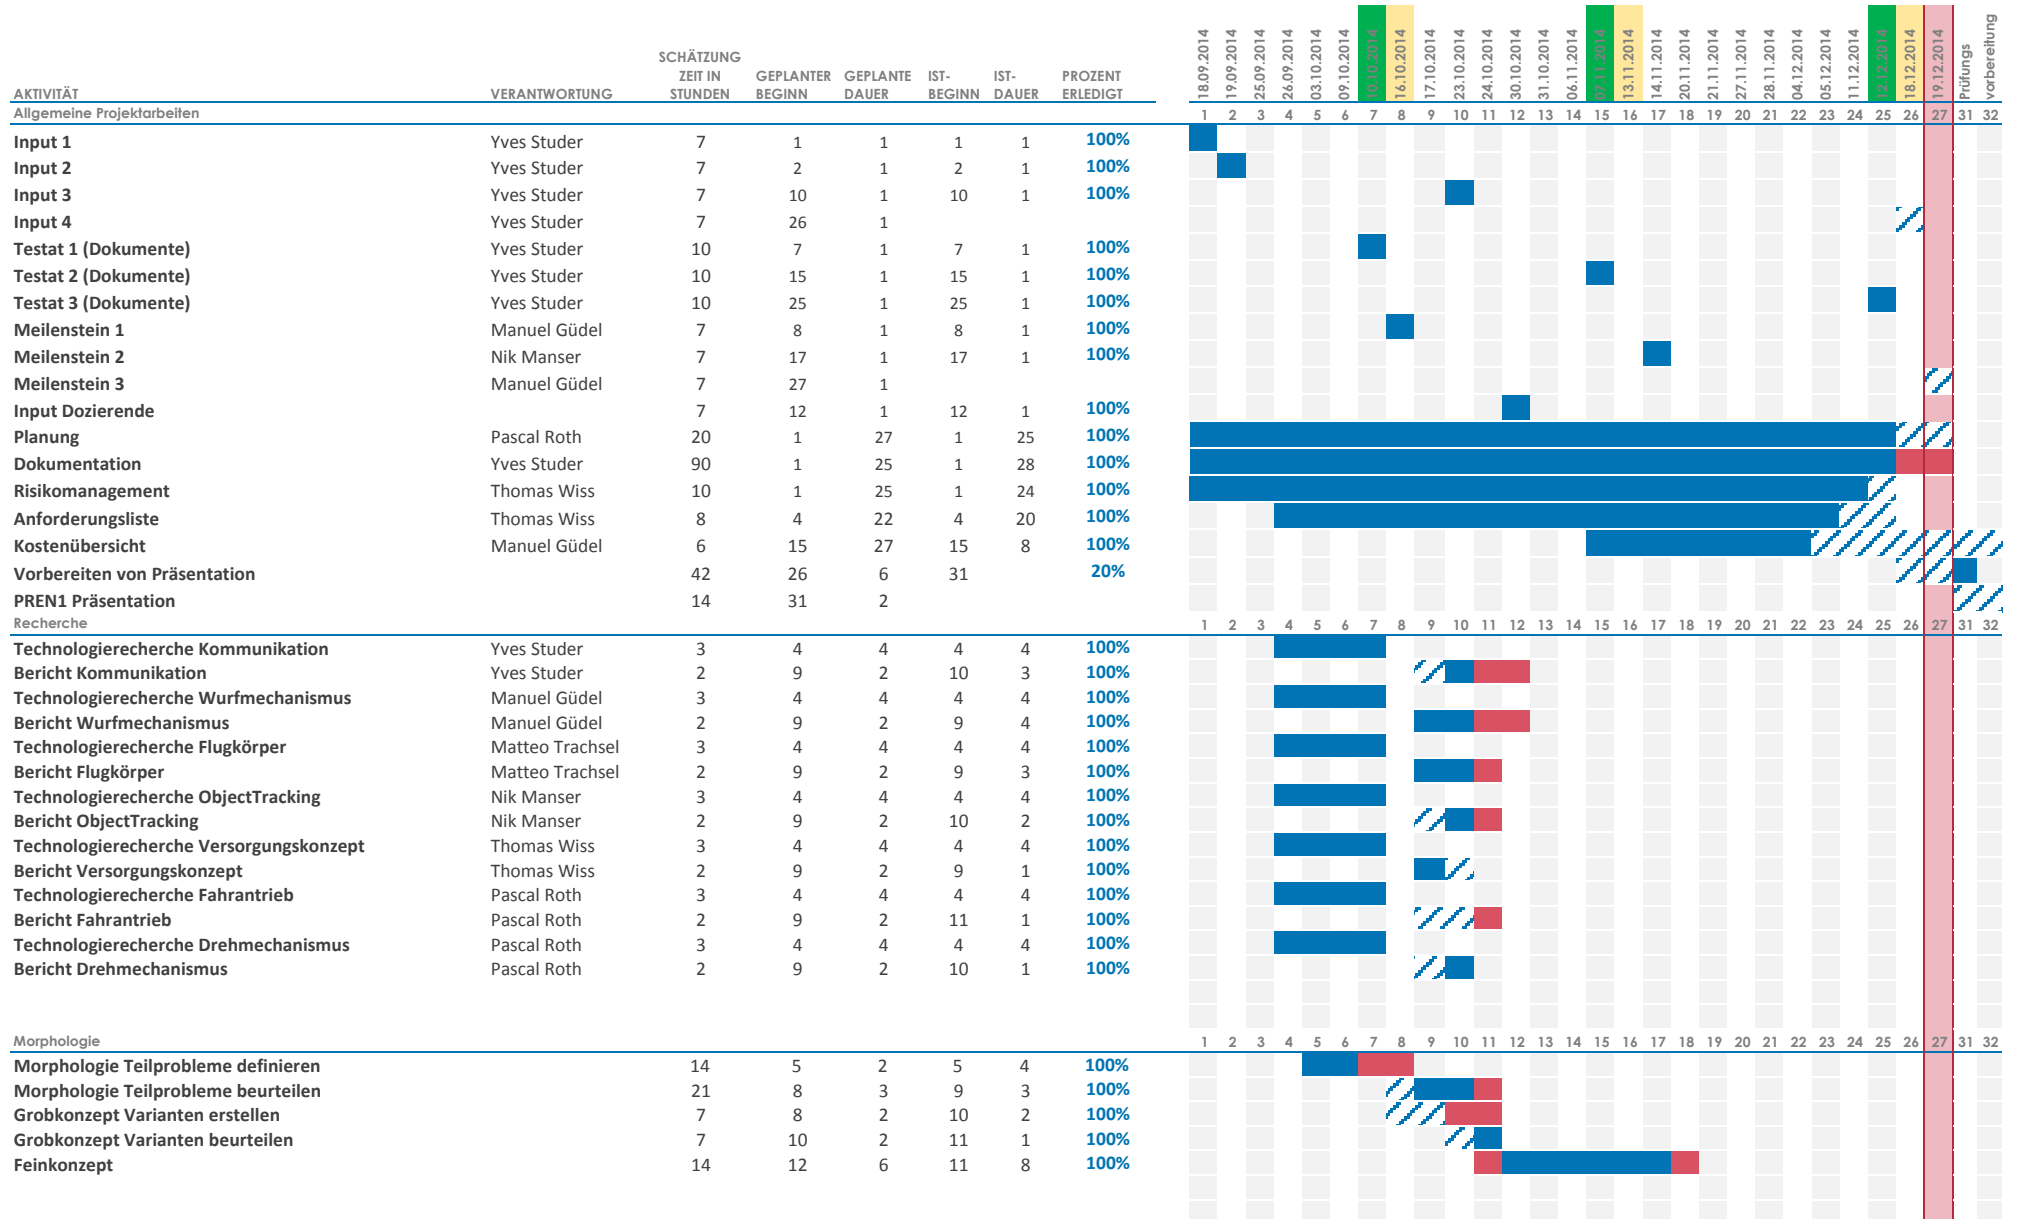 AKTIVITÄT VERANTWORTUNG SCHÄTZUNG ZEIT IN STUNDEN GEPLANTER BEGINN GEPLANTE DAUER IST-BEGINN IST-DAUER PROZENT ERLEDIGT 18.09.2014 19.09.2014 25.09.2014 26.09.2014 03.10.2014 09.10.2014 10.10.2014 16.10.2014 17.10.2014 23.10.2014 24.10.2014 30.10.2014 31.10.2014 06.11.2014 07.11.2014 13.11.2014 14.11.2014 20.11.2014 21.11.2014 27.11.2014 28.11.2014 04.12.2014 05.12.2014 11.12.2014 12.12.2014 18.12.2014 19.12.2014 Prüfungs vorbereitung
Allgemeine Projektarbeiten 1 2 3 4 5 6 7 8 9 10 11 12 13 14 15 16 17 18 19 20 21 22 23 24 25 26 27 31 32
Input 1 Yves Studer 7 1 1 1 1 100%
Input 2 Yves Studer 7 2 1 2 1 100%
Input 3 Yves Studer 7 10 1 10 1 100%
Input 4 Yves Studer 7 26 1
Testat 1 (Dokumente) Yves Studer 10 7 1 7 1 100%
Testat 2 (Dokumente) Yves Studer 10 15 1 15 1 100%
Testat 3 (Dokumente) Yves Studer 10 25 1 25 1 100%
Meilenstein 1 Manuel Güdel 7 8 1 8 1 100%
Meilenstein 2 Nik Manser 7 17 1 17 1 100%
Meilenstein 3 Manuel Güdel 7 27 1
Input Dozierende 7 12 1 12 1 100%
Planung Pascal Roth 20 1 27 1 25 100%
Dokumentation Yves Studer 90 1 25 1 28 100%
Risikomanagement Thomas Wiss 10 1 25 1 24 100%
Anforderungsliste Thomas Wiss 8 4 22 4 20 100%
Kostenübersicht Manuel Güdel 6 15 27 15 8 100%
Vorbereiten von Präsentation 42 26 6 31 20%
PREN1 Präsentation 14 31 2
Recherche 1 2 3 4 5 6 7 8 9 10 11 12 13 14 15 16 17 18 19 20 21 22 23 24 25 26 27 31 32
Technologierecherche Kommunikation Yves Studer 3 4 4 4 4 100%
Bericht Kommunikation Yves Studer 2 9 2 10 3 100%
Technologierecherche Wurfmechanismus Manuel Güdel 3 4 4 4 4 100%
Bericht Wurfmechanismus Manuel Güdel 2 9 2 9 4 100%
Technologierecherche Flugkörper Matteo Trachsel 3 4 4 4 4 100%
Bericht Flugkörper Matteo Trachsel 2 9 2 9 3 100%
Technologierecherche ObjectTracking Nik Manser 3 4 4 4 4 100%
Bericht ObjectTracking Nik Manser 2 9 2 10 2 100%
Technologierecherche Versorgungskonzept Thomas Wiss 3 4 4 4 4 100%
Bericht Versorgungskonzept Thomas Wiss 2 9 2 9 1 100%
Technologierecherche Fahrantrieb Pascal Roth 3 4 4 4 4 100%
Bericht Fahrantrieb Pascal Roth 2 9 2 11 1 100%
Technologierecherche Drehmechanismus Pascal Roth 3 4 4 4 4 100%
Bericht Drehmechanismus Pascal Roth 2 9 2 10 1 100%
Morphologie 1 2 3 4 5 6 7 8 9 10 11 12 13 14 15 16 17 18 19 20 21 22 23 24 25 26 27 31 32
Morphologie Teilprobleme definieren 14 5 2 5 4 100%
Morphologie Teilprobleme beurteilen 21 8 3 9 3 100%
Grobkonzept Varianten erstellen 7 8 2 10 2 100%
Grobkonzept Varianten beurteilen 7 10 2 11 1 100%
Feinkonzept 14 12 6 11 8 100%